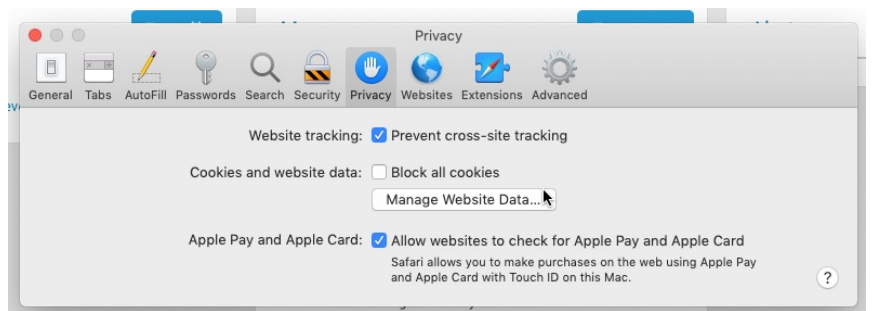 Privacy
General Tabs AutoFill Passwords Search Security Privacy Websites Extensions Advanced
Website tracking: Prevent cross-site tracking
Cookies and website data: Block all cookies
Manage Website Data...
Apple Pay and Apple Card: Allow websites to check for Apple Pay and Apple Card
Safari allows you to make purchases on the web using Apple Pay
and Apple Card with Touch ID on this Mac.
?